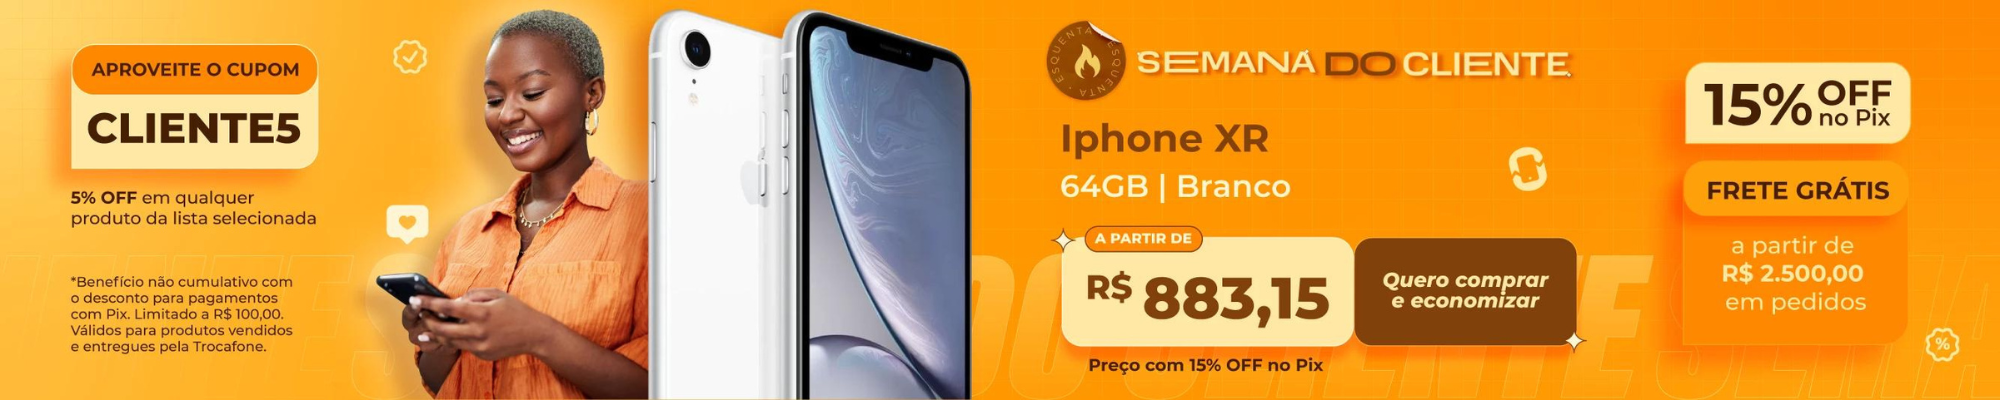 APROVEITE O CUPOM
CLIENTE5
5% OFF em qualquer
produto da lista selecionada
*Benefício não cumulativo com
o desconto para pagamentos
com Pix. Limitado a R$ 100,00.
Válidos para produtos vendidos
e entregues pela Trocafone.
ESQUENTA • ESQUENTA •
SEMANA DO CLIENTE
Iphone XR
64GB | Branco
A PARTIR DE
R$ 883,15
Quero comprar
e economizar
Preço com 15% OFF no Pix
15% OFF
no Pix
FRETE GRÁTIS
a partir de
R$ 2.500,00
em pedidos
%